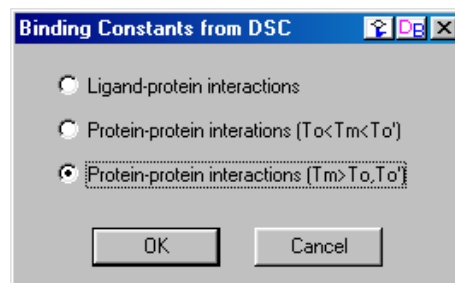 Binding Constants from DSC
Ligand-protein interactions
Protein-protein interations (To<Tm<To')
Protein-protein interactions (Tm>To,To')
OK Cancel